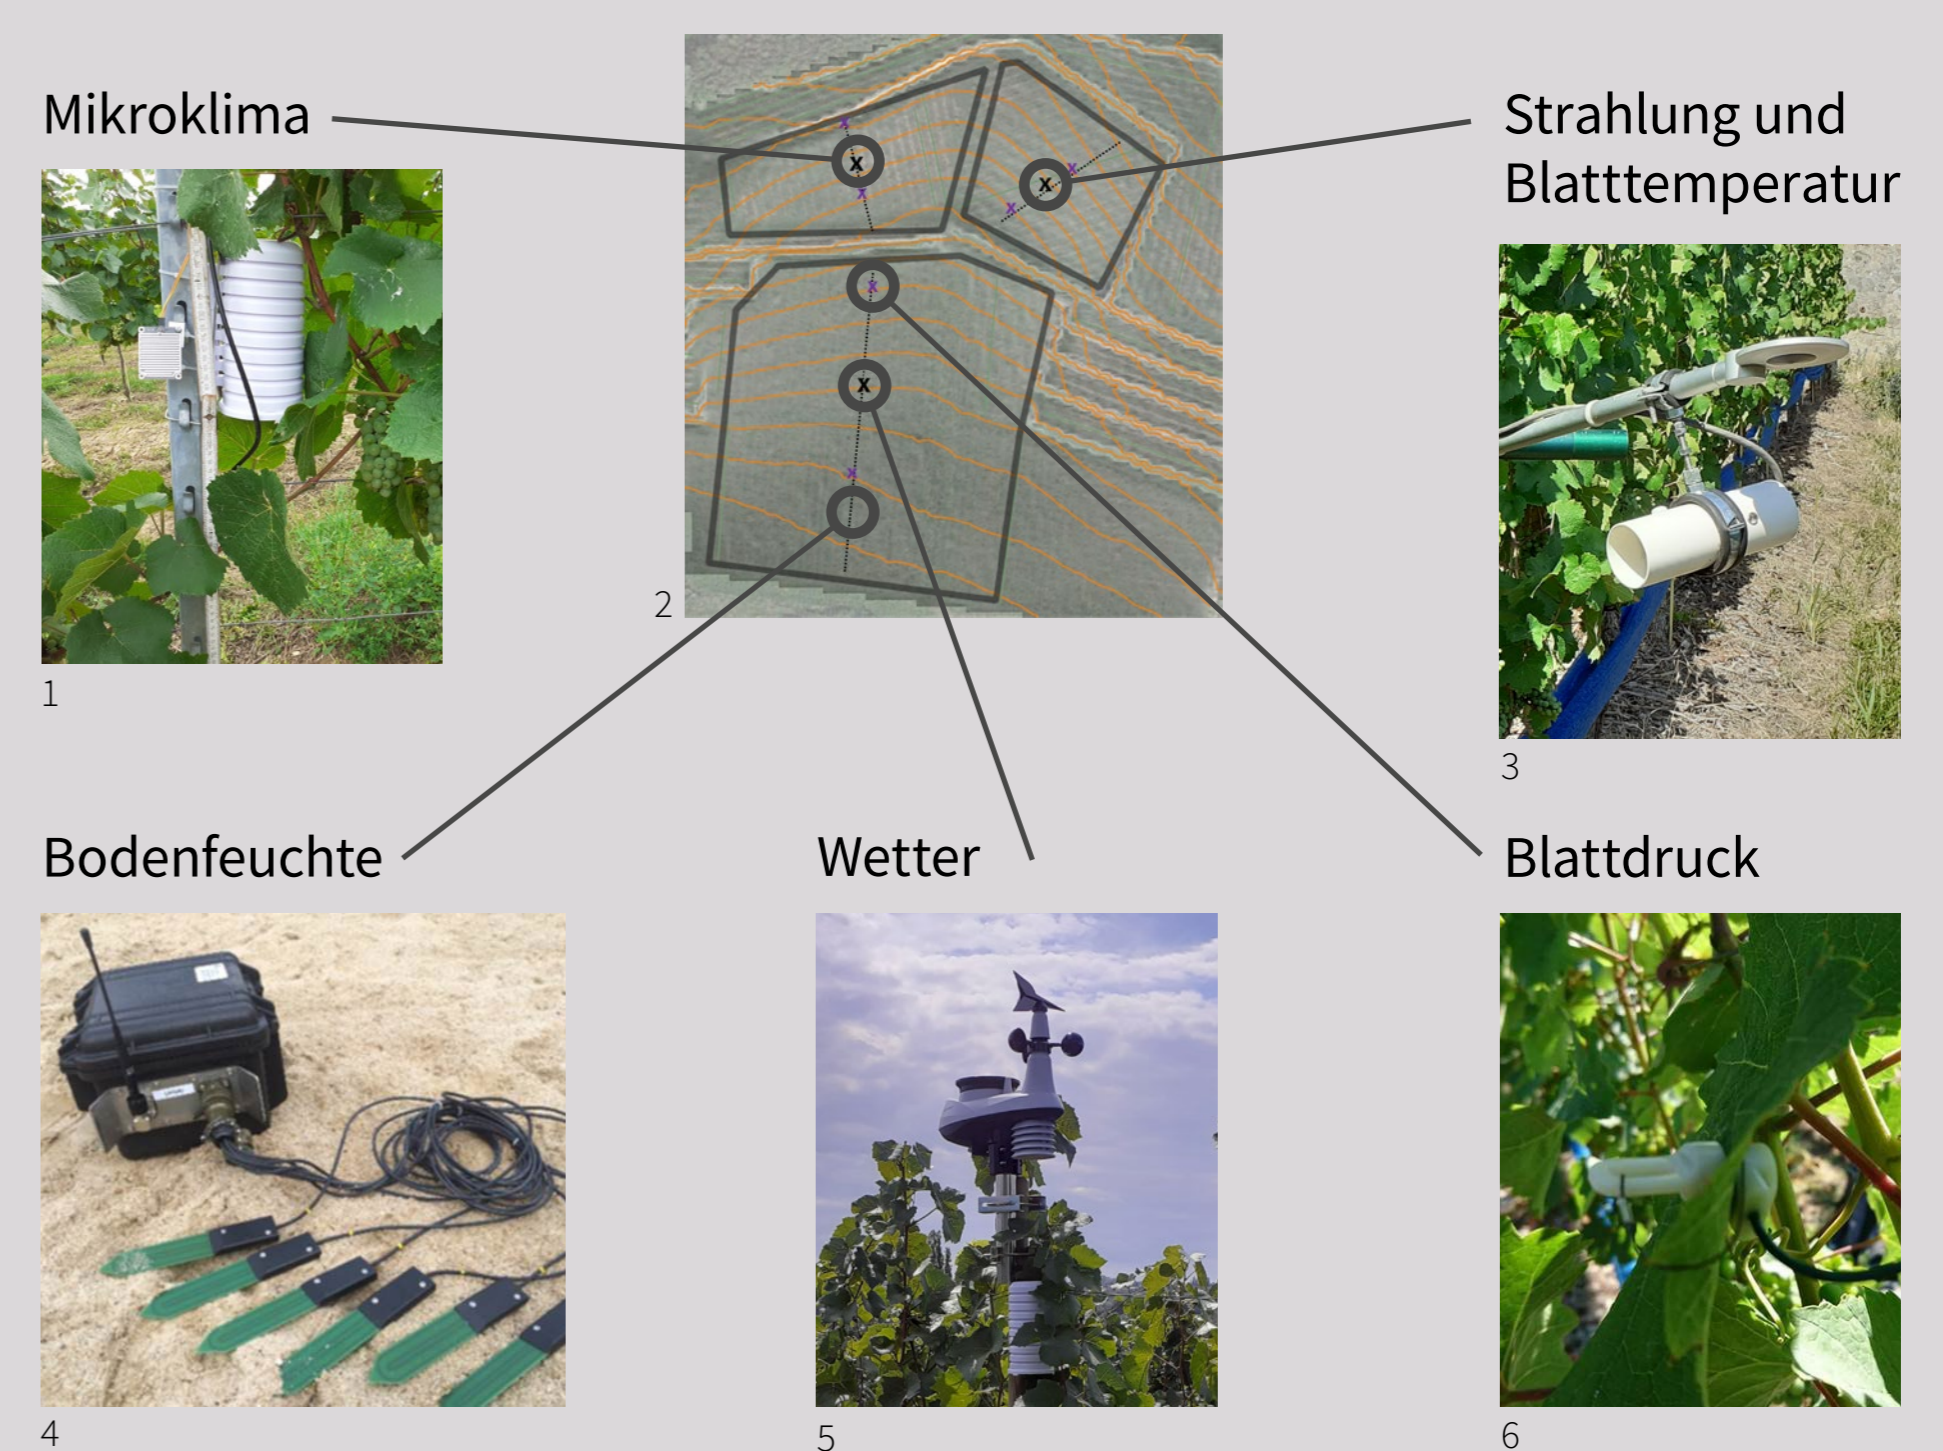 Mikroklima
Strahlung und
Blatttemperatur
x
x
x
x
x
x
x
x
x
1
2
3
Bodenfeuchte
Wetter
Blattdruck
4
5
6